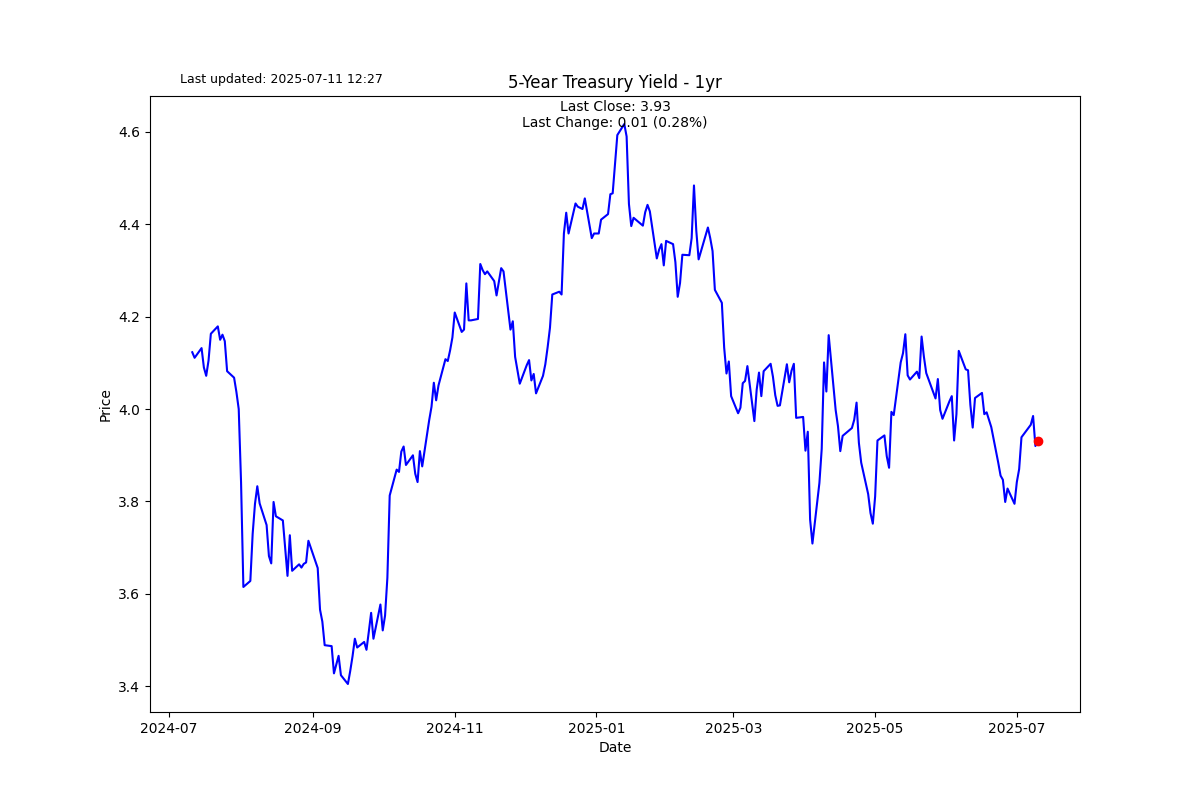 Last updated: 2025-07-11 12:27
5-Year Treasury Yield - 1yr
Last Close: 3.93
Last Change: 0.01 (0.28%)
4.6
4.4
4.2
4.0
3.8
3.6
3.4
Price
2024-07
2024-09
2024-11
2025-01
2025-03
2025-05
2025-07
Date